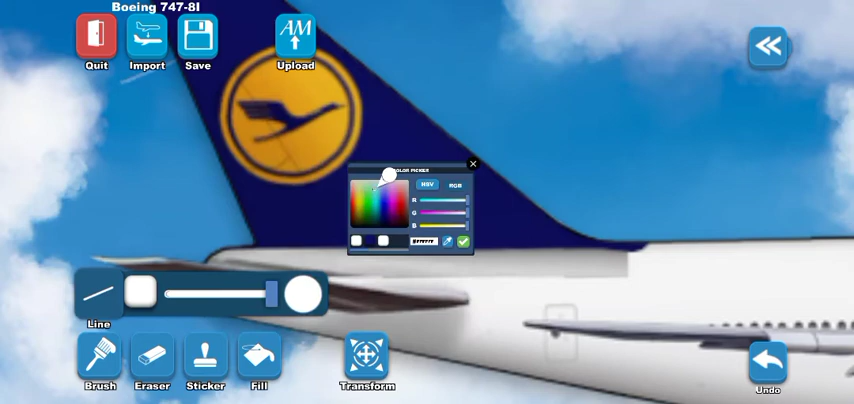 Boeing 747-8I
Quit
Import
Save
AM
Upload
COLOR PICKER
HSV
RGB
R
G
B
Line
Brush
Eraser
Sticker
Fill
Transform
Undo